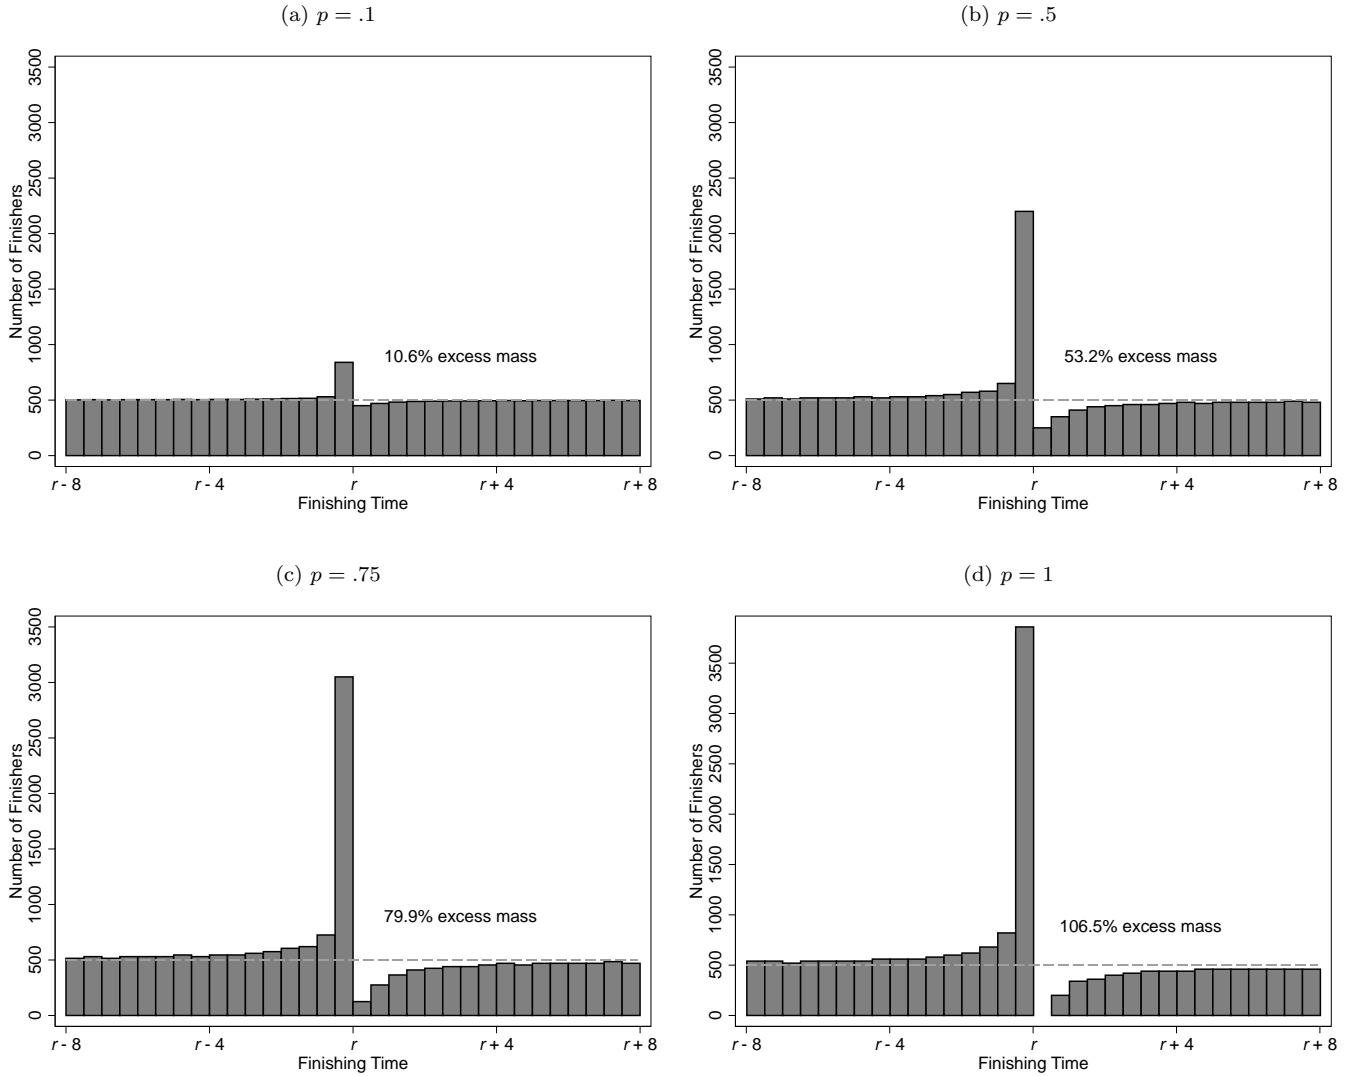 (a) p = .1
3500
3000
2500
2000
1500
1000
500
0
Number of Finishers
10.6% excess mass
r - 8
r - 4
r
r + 4
r + 8
Finishing Time
(b) p = .5
3500
3000
2500
2000
1500
1000
500
0
Number of Finishers
53.2% excess mass
r - 8
r - 4
r
r + 4
r + 8
Finishing Time
(c) p = .75
3500
3000
2500
2000
1500
1000
500
0
Number of Finishers
79.9% excess mass
r - 8
r - 4
r
r + 4
r + 8
Finishing Time
(d) p = 1
3500
3000
2500
2000
1500
1000
500
0
Number of Finishers
106.5% excess mass
r - 8
r - 4
r
r + 4
r + 8
Finishing Time